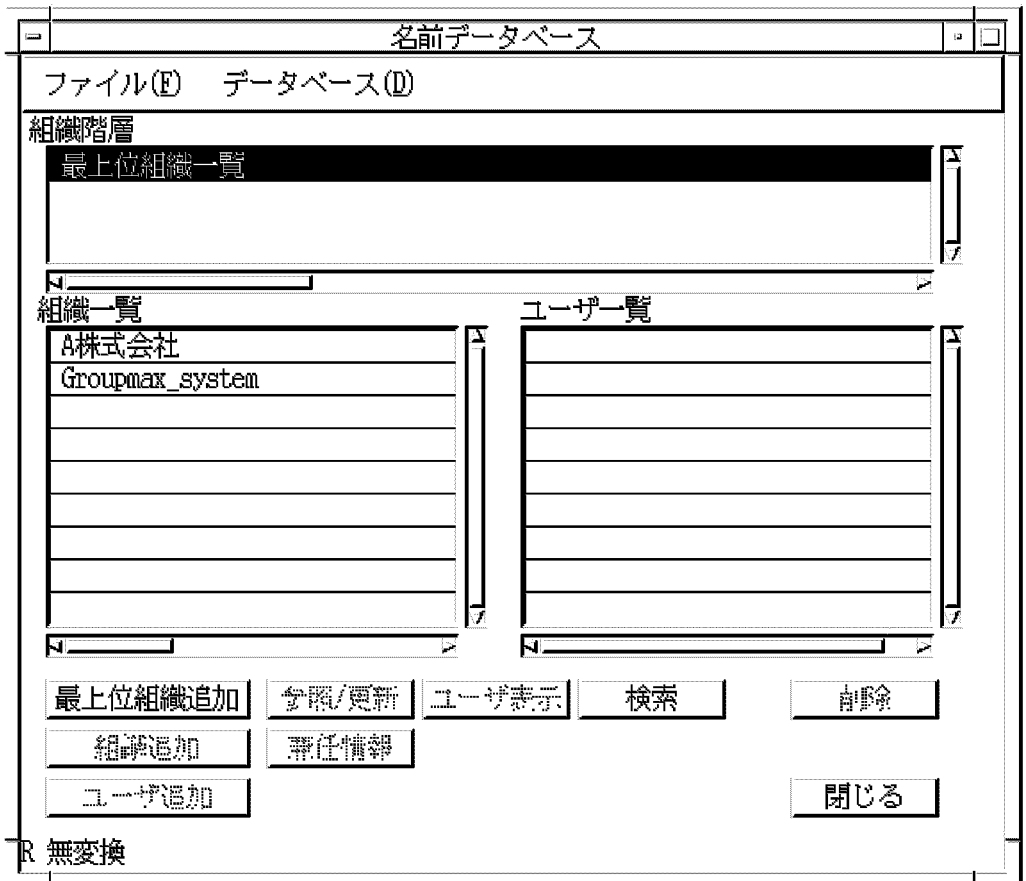 名前データベース
ファイル(F) データベース(D)
組織階層
最上位組織一覧
組織一覧 ユーザ一覧
A株式会社
Groupmax_system
最上位組織追加 参照/更新 ユーザ表示 検索 削除
組織追加 兼任情報
ユーザ追加 閉じる
R 無変換